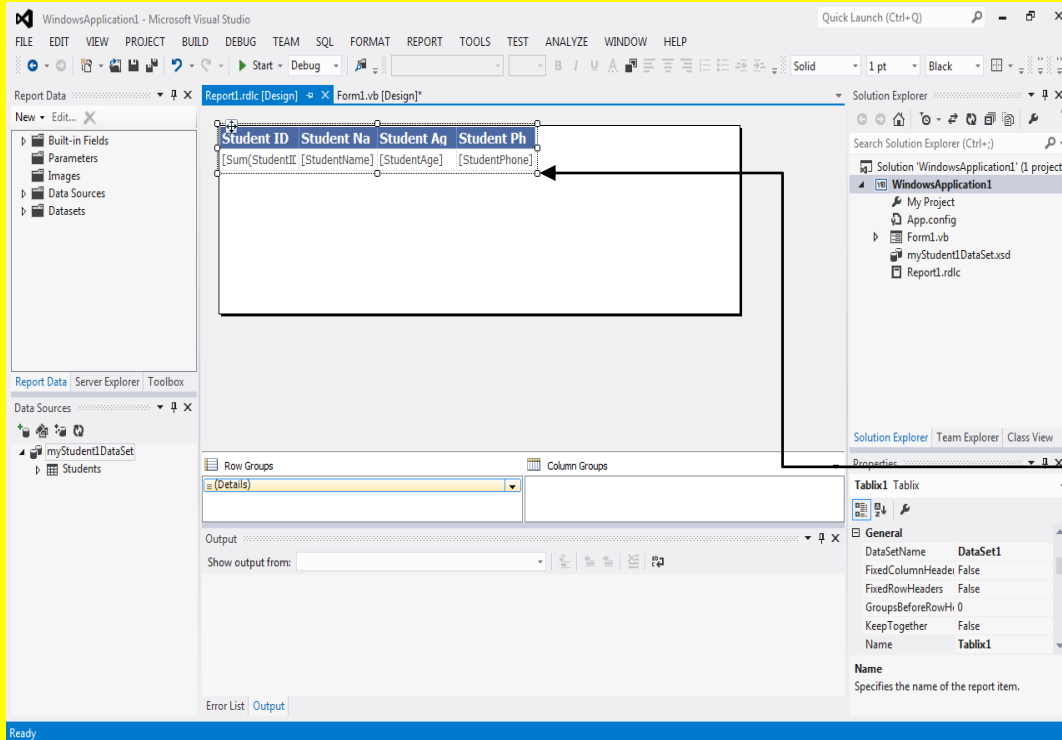 WindowsApplication1 - Microsoft Visual Studio
Quick Launch (Ctrl+Q)
FILE EDIT VIEW PROJECT BUILD DEBUG TEAM SQL FORMAT REPORT TOOLS TEST ANALYZE WINDOW HELP
Start Debug Solid 1 pt Black
Report Data
New Edit...
Built-in Fields
Parameters
Images
Data Sources
Datasets
Report Data Server Explorer Toolbox
Data Sources
myStudent1DataSet
Students
Report1.rdlc [Design] Form1.vb [Design]*
Student ID Student Na Student Ag Student Ph
[Sum(StudentID [StudentName] [StudentAge] [StudentPhone]
Row Groups Column Groups
(Details)
Output
Show output from:
Error List Output
Solution Explorer
Search Solution Explorer (Ctrl+;)
Solution 'WindowsApplication1' (1 project
WindowsApplication1
My Project
App.config
Form1.vb
myStudent1DataSet.xsd
Report1.rdlc
Solution Explorer Team Explorer Class View
Properties
Tablix1 Tablix
General
DataSetName DataSet1
FixedColumnHeader False
FixedRowHeaders False
GroupsBeforeRowH 0
KeepTogether False
Name Tablix1
Name
Specifies the name of the report item.
Ready